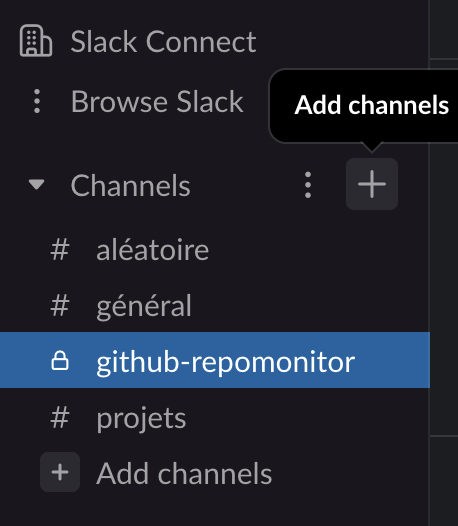 Slack Connect
Browse Slack
Add channels
Channels
# aléatoire
# général
github-repomonitor
# projets
+ Add channels